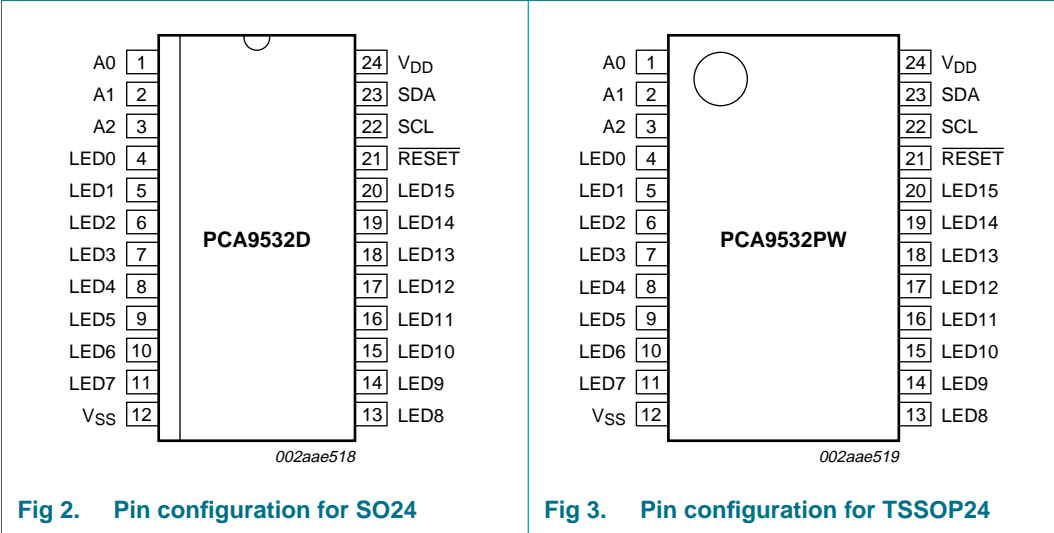 A0 1 24 VDD
A1 2 23 SDA
A2 3 22 SCL
LED0 4 21 RESET
LED1 5 20 LED15
LED2 6 19 LED14
LED3 7 18 LED13
PCA9532D
LED4 8 17 LED12
LED5 9 16 LED11
LED6 10 15 LED10
LED7 11 14 LED9
VSS 12 13 LED8
002aae518
Fig 2. Pin configuration for SO24
A0 1 24 VDD
A1 2 23 SDA
A2 3 22 SCL
LED0 4 21 RESET
LED1 5 20 LED15
LED2 6 19 LED14
LED3 7 18 LED13
PCA9532PW
LED4 8 17 LED12
LED5 9 16 LED11
LED6 10 15 LED10
LED7 11 14 LED9
VSS 12 13 LED8
002aae519
Fig 3. Pin configuration for TSSOP24